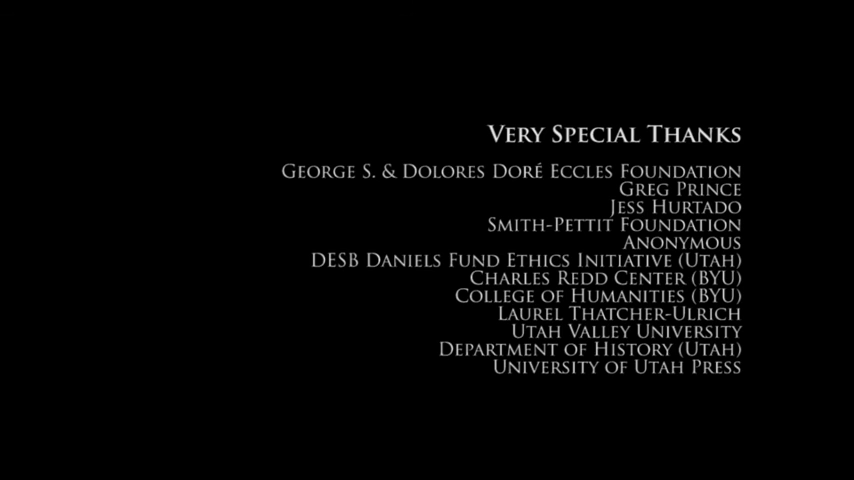 Very Special Thanks
George S. & Dolores Doré Eccles Foundation
Greg Prince
Jess Hurtado
Smith-Pettit Foundation
Anonymous
DESB Daniels Fund Ethics Initiative (Utah)
Charles Redd Center (BYU)
College of Humanities (BYU)
Laurel Thatcher-Ulrich
Utah Valley University
Department of History (Utah)
University of Utah Press